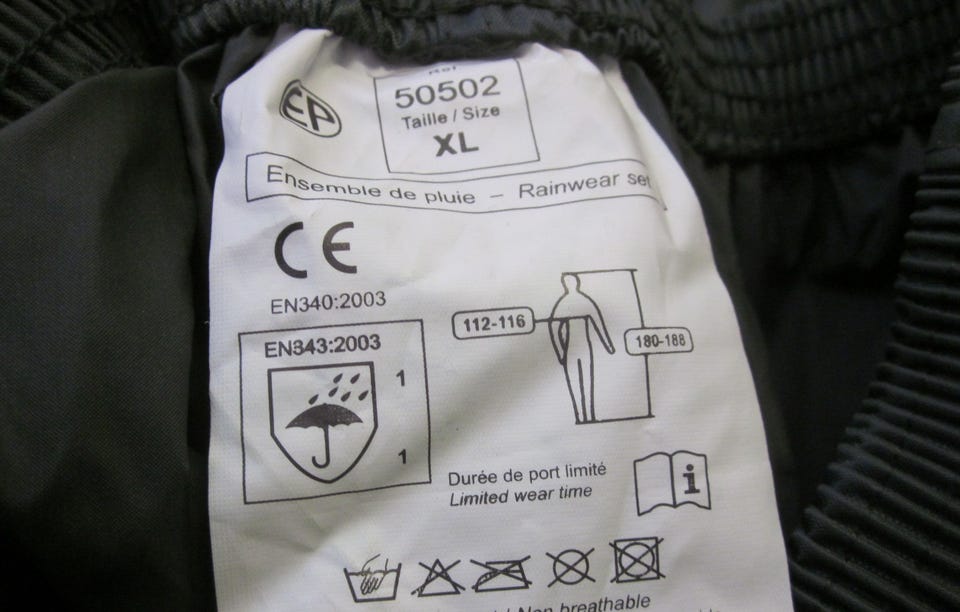 EP
Ref
50502
Taille / Size
XL
Ensemble de pluie – Rainwear set
CE
EN340:2003
EN343:2003
1
1
112-116
180-188
Durée de port limité
Limited wear time
i
Non breathable